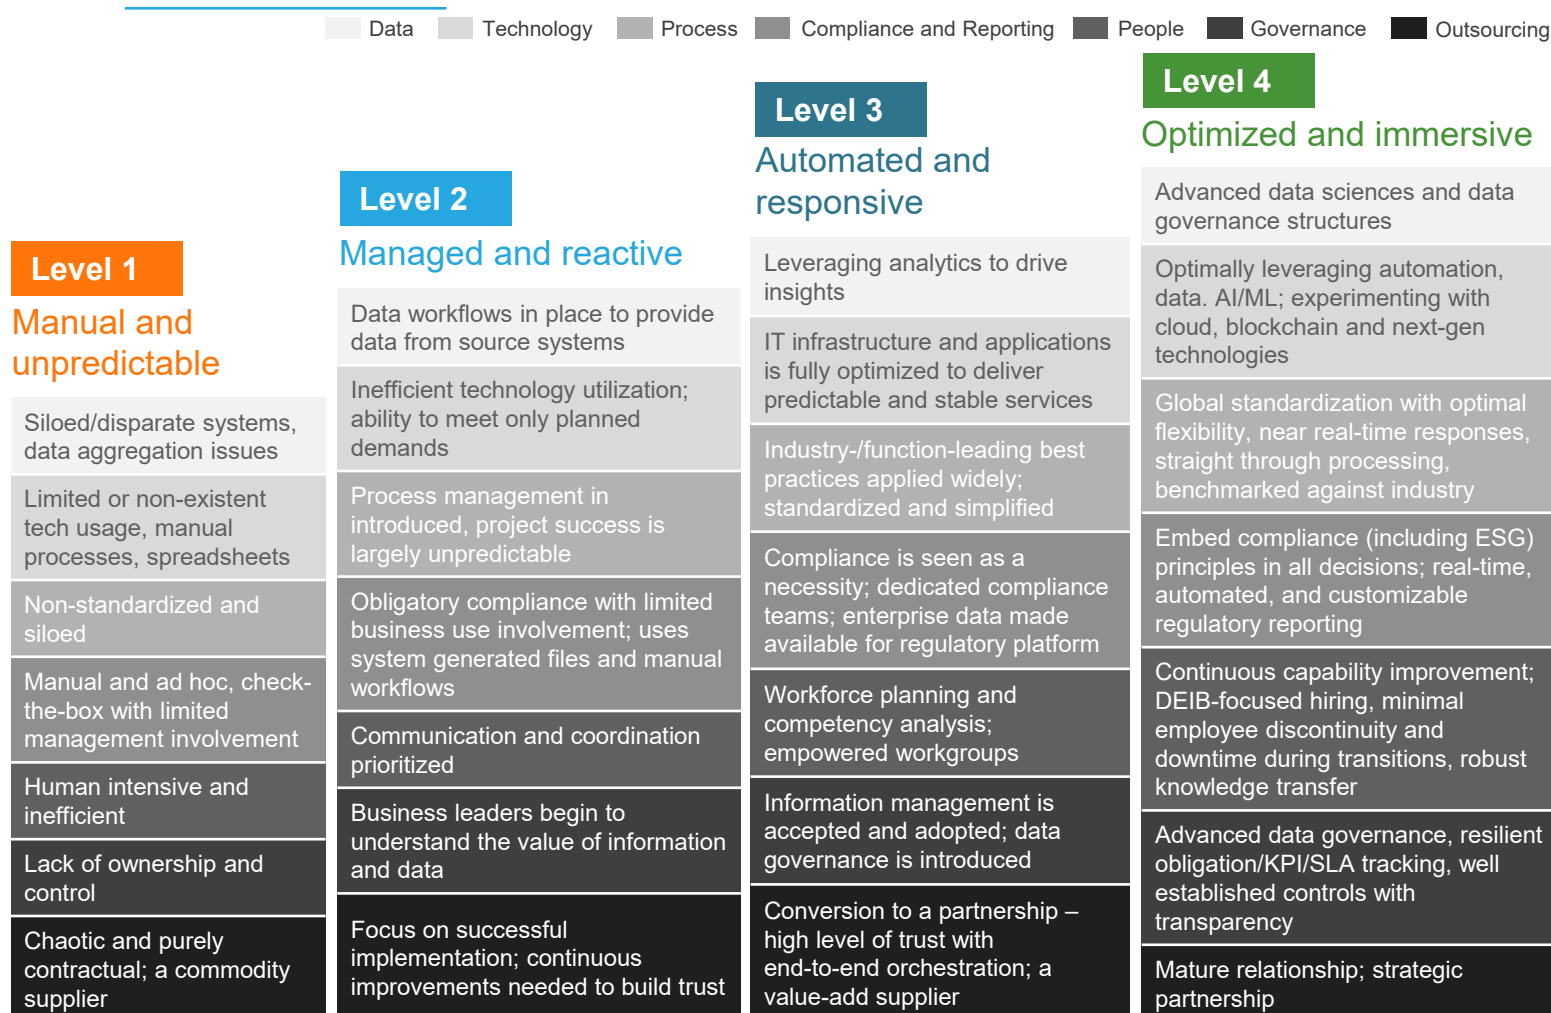 Data
Technology
Process
Compliance and Reporting
People
Governance
Outsourcing
Level 1
Manual and
unpredictable
Siloed/disparate systems,
data aggregation issues
Limited or non-existent
tech usage, manual
processes, spreadsheets
Non-standardized and
siloed
Manual and ad hoc, check-
the-box with limited
management involvement
Human intensive and
inefficient
Lack of ownership and
control
Chaotic and purely
contractual; a commodity
supplier
Level 2
Managed and reactive
Data workflows in place to provide
data from source systems
Inefficient technology utilization;
ability to meet only planned
demands
Process management in
introduced, project success is
largely unpredictable
Obligatory compliance with limited
business use involvement; uses
system generated files and manual
workflows
Communication and coordination
prioritized
Business leaders begin to
understand the value of information
and data
Focus on successful
implementation; continuous
improvements needed to build trust
Level 3
Automated and
responsive
Leveraging analytics to drive
insights
IT infrastructure and applications
is fully optimized to deliver
predictable and stable services
Industry-/function-leading best
practices applied widely;
standardized and simplified
Compliance is seen as a
necessity; dedicated compliance
teams; enterprise data made
available for regulatory platform
Workforce planning and
competency analysis;
empowered workgroups
Information management is
accepted and adopted; data
governance is introduced
Conversion to a partnership –
high level of trust with
end-to-end orchestration; a
value-add supplier
Level 4
Optimized and immersive
Advanced data sciences and data
governance structures
Optimally leveraging automation,
data. AI/ML; experimenting with
cloud, blockchain and next-gen
technologies
Global standardization with optimal
flexibility, near real-time responses,
straight through processing,
benchmarked against industry
Embed compliance (including ESG)
principles in all decisions; real-time,
automated, and customizable
regulatory reporting
Continuous capability improvement;
DEIB-focused hiring, minimal
employee discontinuity and
downtime during transitions, robust
knowledge transfer
Advanced data governance, resilient
obligation/KPI/SLA tracking, well
established controls with
transparency
Mature relationship; strategic
partnership